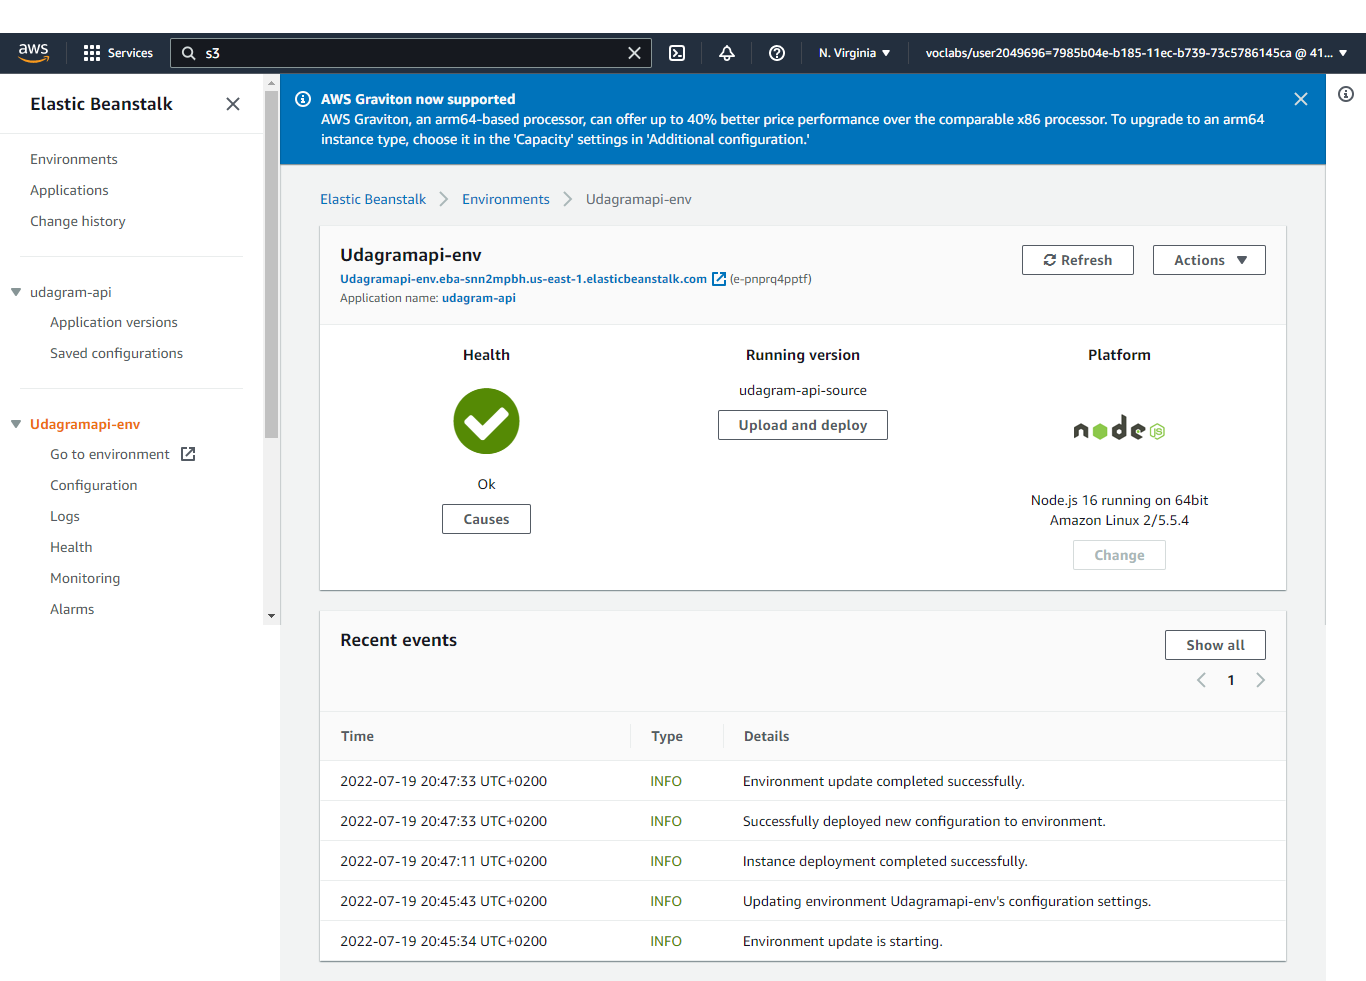 aws
Services
s3
N. Virginia
voclabs/user2049696=7985b04e-b185-11ec-b739-73c5786145ca @ 41...
Elastic Beanstalk
Environments
Applications
Change history
udagram-api
Application versions
Saved configurations
Udagramapi-env
Go to environment
Configuration
Logs
Health
Monitoring
Alarms
AWS Graviton now supported
AWS Graviton, an arm64-based processor, can offer up to 40% better price performance over the comparable x86 processor. To upgrade to an arm64
instance type, choose it in the 'Capacity' settings in 'Additional configuration.'
Elastic Beanstalk
Environments
Udagramapi-env
Udagramapi-env
Udagramapi-env.eba-snn2mpbh.us-east-1.elasticbeanstalk.com (e-pnprq4pptf)
Application name: udagram-api
Refresh
Actions
Health
Ok
Causes
Running version
udagram-api-source
Upload and deploy
Platform
node JS
Node.js 16 running on 64bit
Amazon Linux 2/5.5.4
Change
Recent events
Show all
1
Time Type Details
2022-07-19 20:47:33 UTC+0200 INFO Environment update completed successfully.
2022-07-19 20:47:33 UTC+0200 INFO Successfully deployed new configuration to environment.
2022-07-19 20:47:11 UTC+0200 INFO Instance deployment completed successfully.
2022-07-19 20:45:43 UTC+0200 INFO Updating environment Udagramapi-env's configuration settings.
2022-07-19 20:45:34 UTC+0200 INFO Environment update is starting.